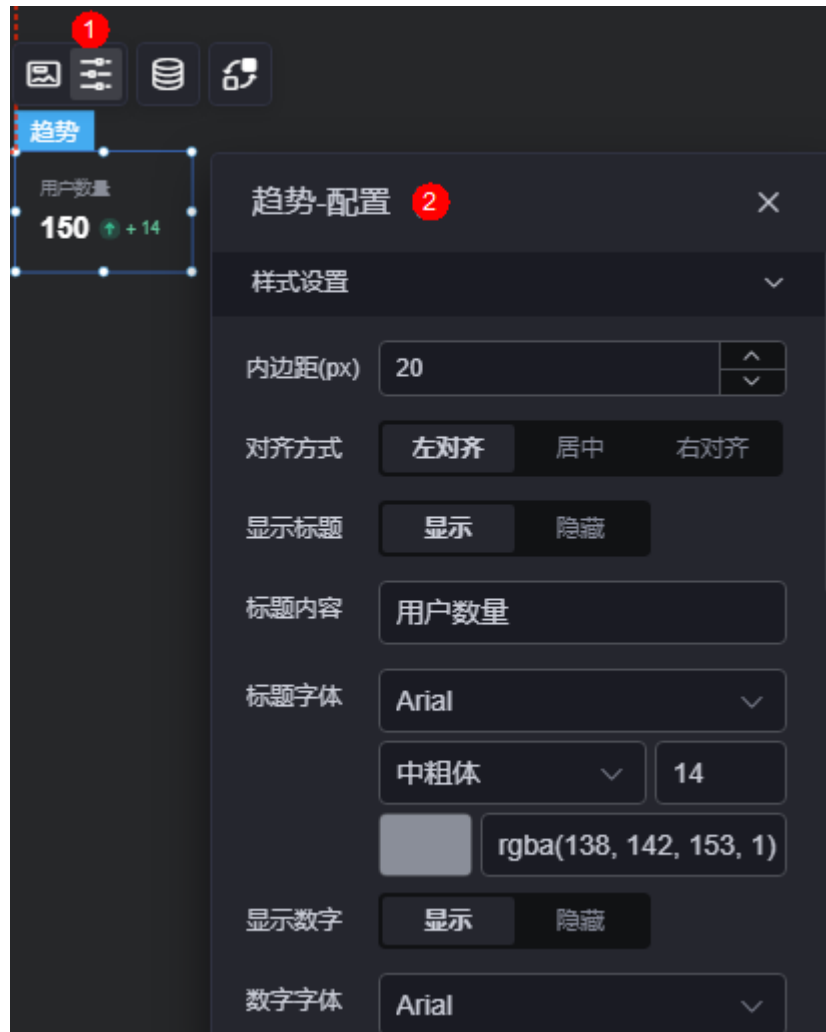 1
趋势
用户数量
150 + 14
趋势-配置 2
样式设置
内边距(px) 20
对齐方式 左对齐 居中 右对齐
显示标题 显示 隐藏
标题内容 用户数量
标题字体 Arial
中粗体 14
rgba(138, 142, 153, 1)
显示数字 显示 隐藏
数字字体 Arial